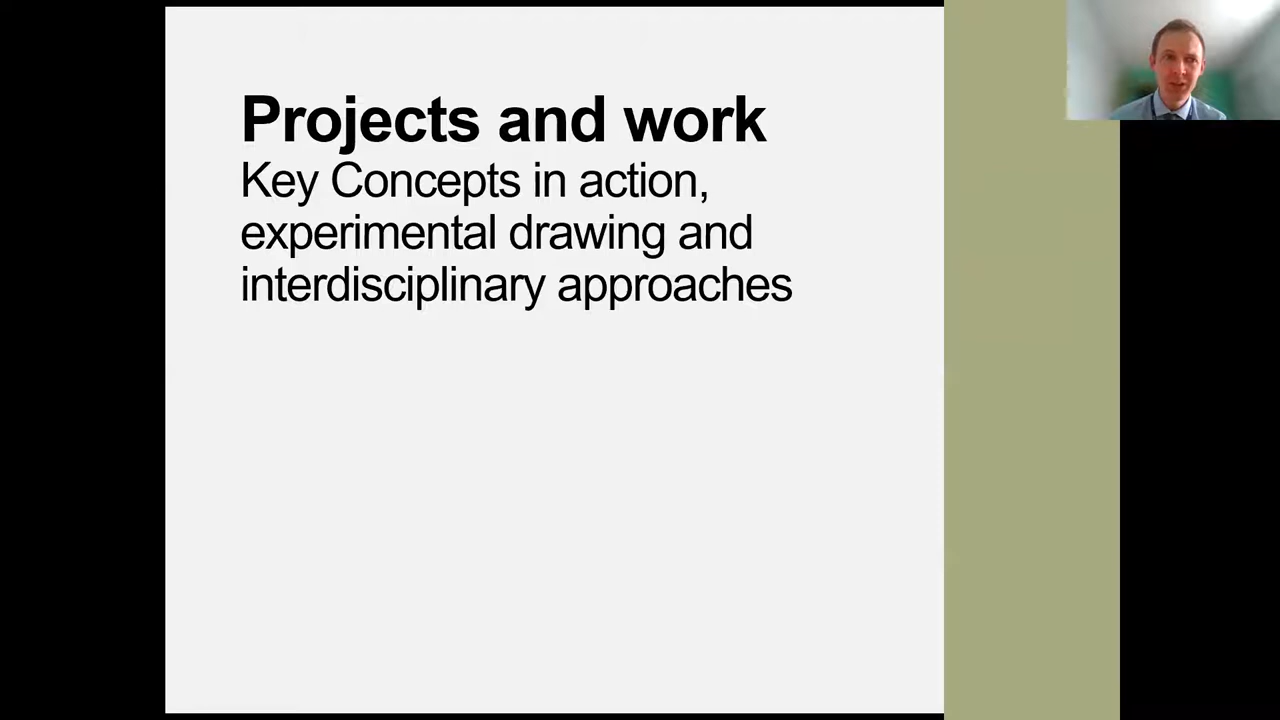 Projects and work
Key Concepts in action,
experimental drawing and
interdisciplinary approaches